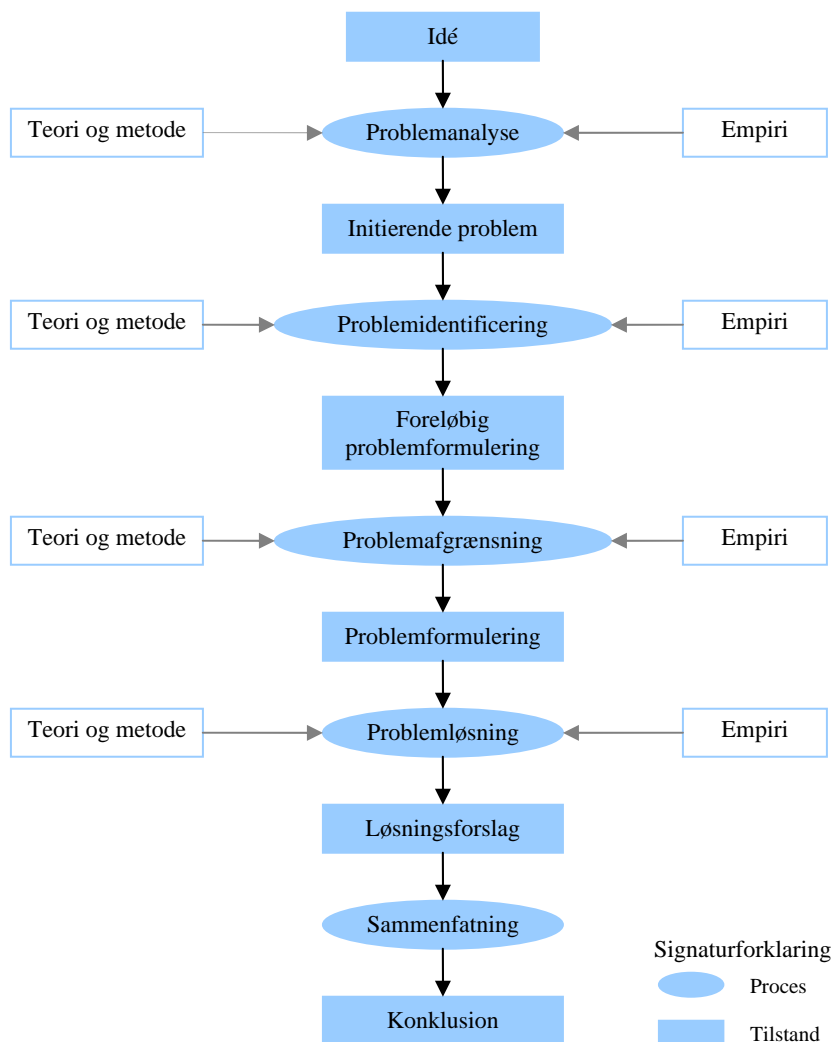 Idé
Teori og metode
Problemanalyse
Empiri
Initierende problem
Teori og metode
Problemidentificering
Empiri
Foreløbig
problemformulering
Teori og metode
Problemafgrænsning
Empiri
Problemformulering
Teori og metode
Problemløsning
Empiri
Løsningsforslag
Sammenfatning
Konklusion
Signaturforklaring
Proces
Tilstand